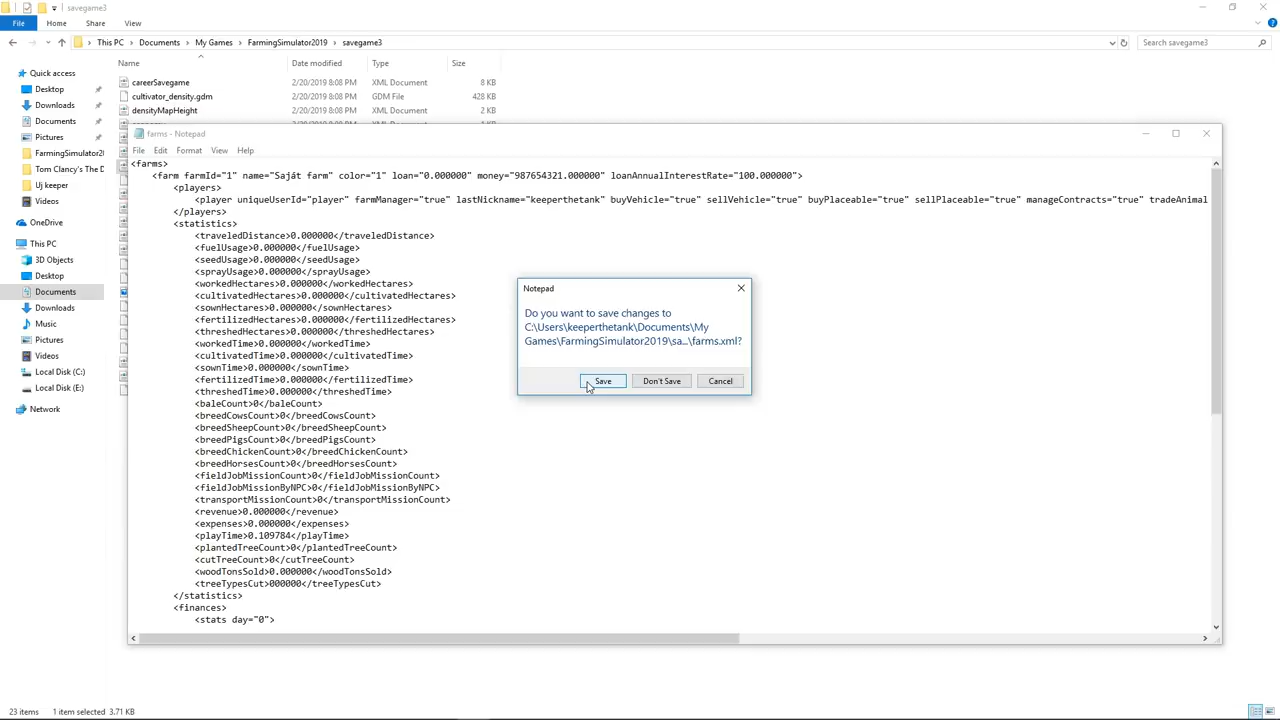 savegame3
File Home Share View
This PC Documents My Games FarmingSimulator2019 savegame3
Search savegame3
Name Date modified Type Size
Quick access
Desktop
Downloads
Documents
Pictures
FarmingSimulator2
Tom Clancy's The D
Uj keeper
Videos
OneDrive
This PC
3D Objects
Desktop
Documents
Downloads
Music
Pictures
Videos
Local Disk (C:)
Local Disk (E:)
Network
careerSavegame 2/20/2019 8:08 PM XML Document 8 KB
cultivator_density.gdm 2/20/2019 8:08 PM GDM File 428 KB
densityMapHeight 2/20/2019 8:08 PM XML Document 2 KB
farms - Notepad
File Edit Format View Help
<farms>
<farm farmId="1" name="Saját farm" color="1" loan="0.000000" money="987654321.000000" loanAnnualInterestRate="100.000000">
<players>
<player uniqueUserId="player" farmManager="true" lastNickname="keeperthetank" buyVehicle="true" sellVehicle="true" buyPlaceable="true" sellPlaceable="true" manageContracts="true" tradeAnimal
</players>
<statistics>
<traveledDistance>0.000000</traveledDistance>
<fuelUsage>0.000000</fuelUsage>
<seedUsage>0.000000</seedUsage>
<sprayUsage>0.000000</sprayUsage>
<workedHectares>0.000000</workedHectares>
<cultivatedHectares>0.000000</cultivatedHectares>
<sownHectares>0.000000</sownHectares>
<fertilizedHectares>0.000000</fertilizedHectares>
<threshedHectares>0.000000</threshedHectares>
<workedTime>0.000000</workedTime>
<cultivatedTime>0.000000</cultivatedTime>
<sownTime>0.000000</sownTime>
<fertilizedTime>0.000000</fertilizedTime>
<threshedTime>0.000000</threshedTime>
<baleCount>0</baleCount>
<breedCowsCount>0</breedCowsCount>
<breedSheepCount>0</breedSheepCount>
<breedPigsCount>0</breedPigsCount>
<breedChickenCount>0</breedChickenCount>
<breedHorsesCount>0</breedHorsesCount>
<fieldJobMissionCount>0</fieldJobMissionCount>
<fieldJobMissionByNPC>0</fieldJobMissionByNPC>
<transportMissionCount>0</transportMissionCount>
<revenue>0.000000</revenue>
<expenses>0.000000</expenses>
<playTime>0.109784</playTime>
<plantedTreeCount>0</plantedTreeCount>
<cutTreeCount>0</cutTreeCount>
<woodTonsSold>0.000000</woodTonsSold>
<treeTypesCut>000000</treeTypesCut>
</statistics>
<finances>
<stats day="0">
Notepad
Do you want to save changes to
C:\Users\keeperthetank\Documents\My
Games\FarmingSimulator2019\sa...\farms.xml?
Save Don't Save Cancel
23 items 1 item selected 3.71 KB